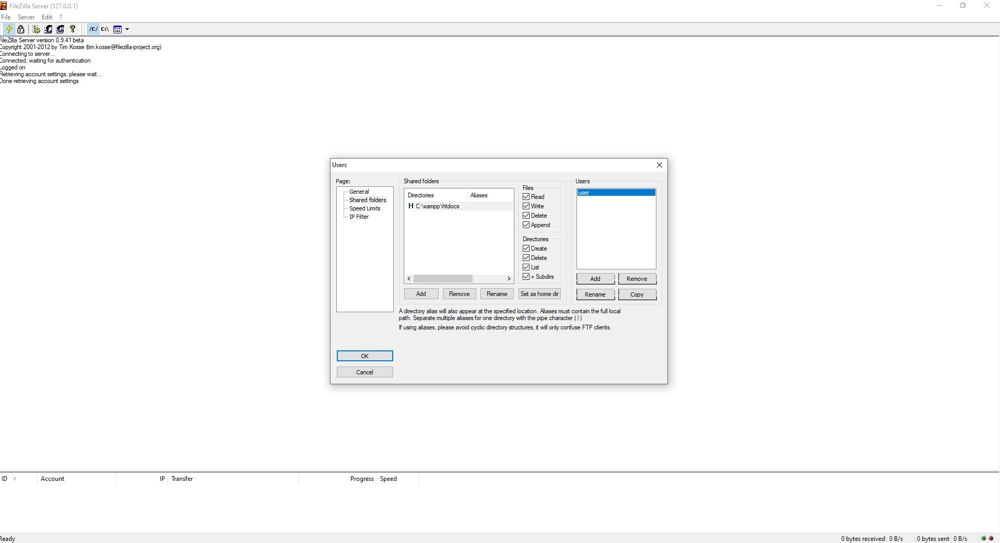 FileZilla Server (127.0.0.1)
File Server Edit ?
/C/ C:\
FileZilla Server version 0.9.41 beta
Copyright 2001-2012 by Tim Kosse (tim.kosse@filezilla-project.org)
Connecting to server...
Connected, waiting for authentication
Logged on
Retrieving account settings, please wait...
Done retrieving account settings
Users
Page:
General
Shared folders
Speed Limits
IP Filter
OK
Cancel
Shared folders
Directories Aliases
H C:\xampp\htdocs
Add Remove Rename Set as home dir
Files
Read
Write
Delete
Append
Directories
Create
Delete
List
+ Subdirs
Users
user
Add Remove
Rename Copy
A directory alias will also appear at the specified location. Aliases must contain the full local
path. Separate multiple aliases for one directory with the pipe character ( | )
If using aliases, please avoid cyclic directory structures, it will only confuse FTP clients.
ID / Account IP Transfer Progress Speed
Ready 0 bytes received 0 B/s 0 bytes sent 0 B/s